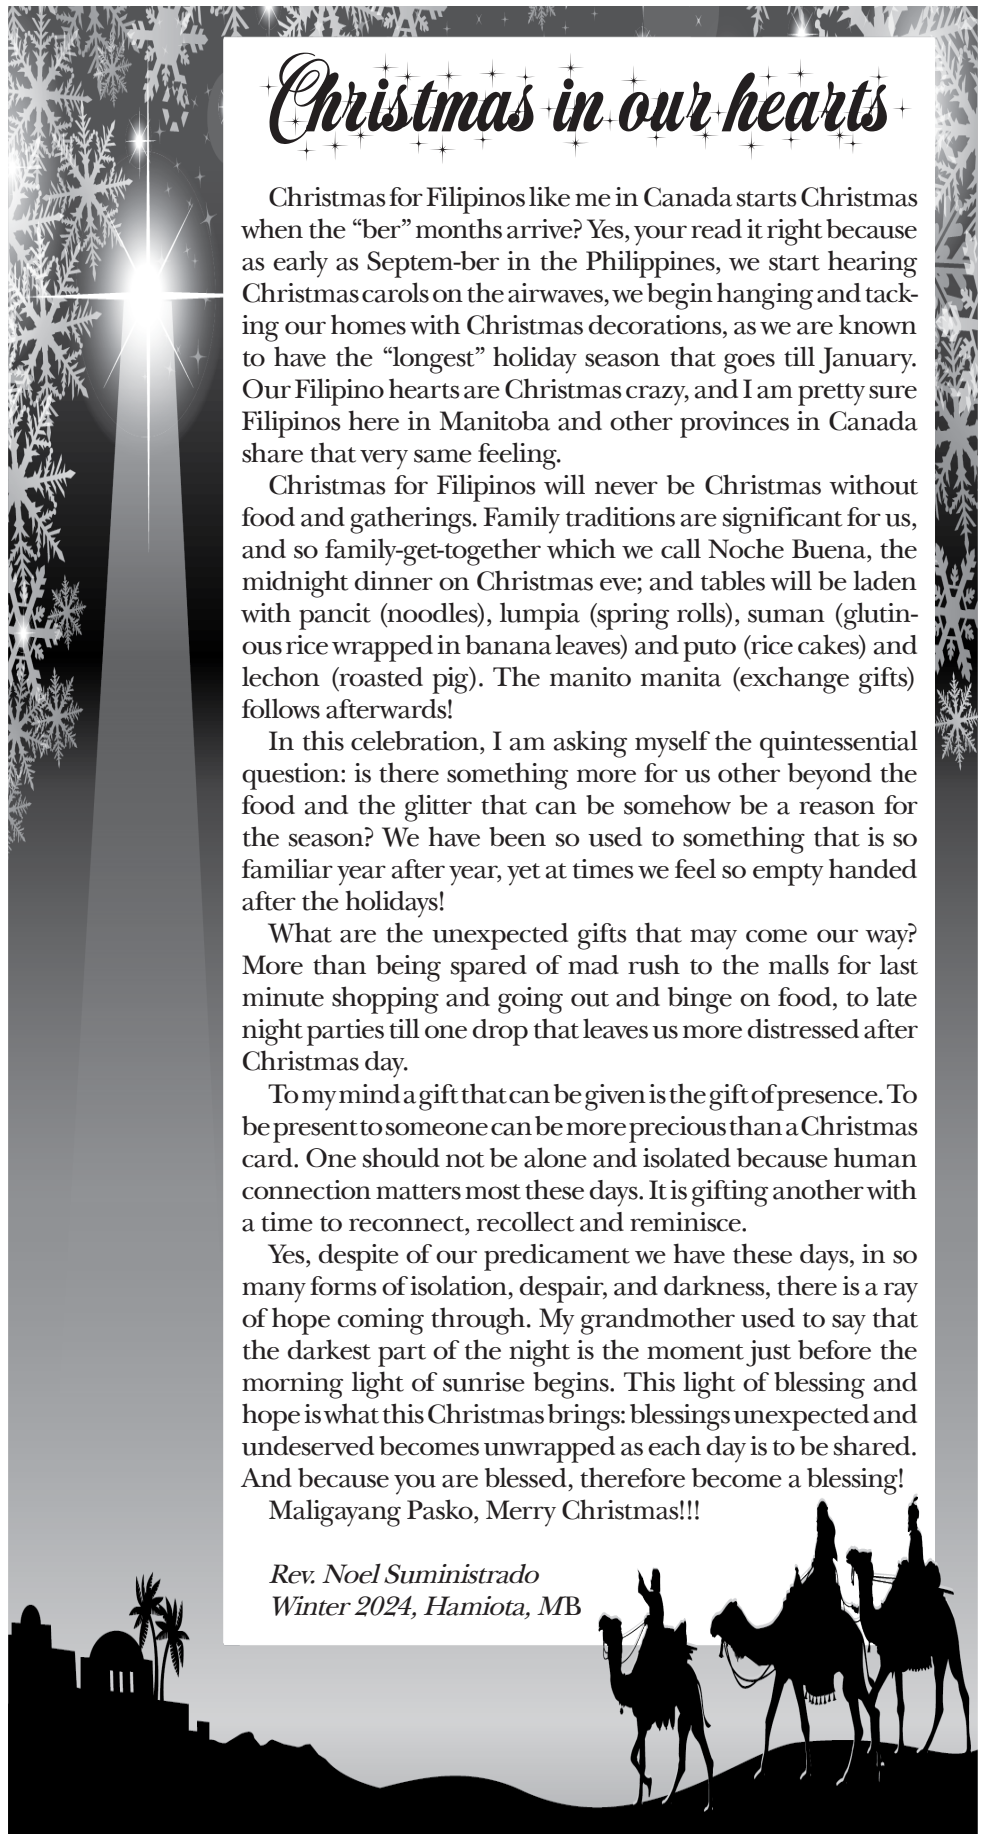 Christmas in our hearts
Christmas for Filipinos like me in Canada starts Christmas
when the “ber” months arrive? Yes, your read it right because
as early as Septem-ber in the Philippines, we start hearing
Christmas carols on the airwaves, we begin hanging and tack-
ing our homes with Christmas decorations, as we are known
to have the “longest” holiday season that goes till January.
Our Filipino hearts are Christmas crazy, and I am pretty sure
Filipinos here in Manitoba and other provinces in Canada
share that very same feeling.
Christmas for Filipinos will never be Christmas without
food and gatherings. Family traditions are significant for us,
and so family-get-together which we call Noche Buena, the
midnight dinner on Christmas eve; and tables will be laden
with pancit (noodles), lumpia (spring rolls), suman (glutin-
ous rice wrapped in banana leaves) and puto (rice cakes) and
lechon (roasted pig). The manito manita (exchange gifts)
follows afterwards!
In this celebration, I am asking myself the quintessential
question: is there something more for us other beyond the
food and the glitter that can be somehow be a reason for
the season? We have been so used to something that is so
familiar year after year, yet at times we feel so empty handed
after the holidays!
What are the unexpected gifts that may come our way?
More than being spared of mad rush to the malls for last
minute shopping and going out and binge on food, to late
night parties till one drop that leaves us more distressed after
Christmas day.
To my mind a gift that can be given is the gift of presence. To
be present to someone can be more precious than a Christmas
card. One should not be alone and isolated because human
connection matters most these days. It is gifting another with
a time to reconnect, recollect and reminisce.
Yes, despite of our predicament we have these days, in so
many forms of isolation, despair, and darkness, there is a ray
of hope coming through. My grandmother used to say that
the darkest part of the night is the moment just before the
morning light of sunrise begins. This light of blessing and
hope is what this Christmas brings: blessings unexpected and
undeserved becomes unwrapped as each day is to be shared.
And because you are blessed, therefore become a blessing!
Maligayang Pasko, Merry Christmas!!!
Rev. Noel Suministrado
Winter 2024, Hamiota, MB